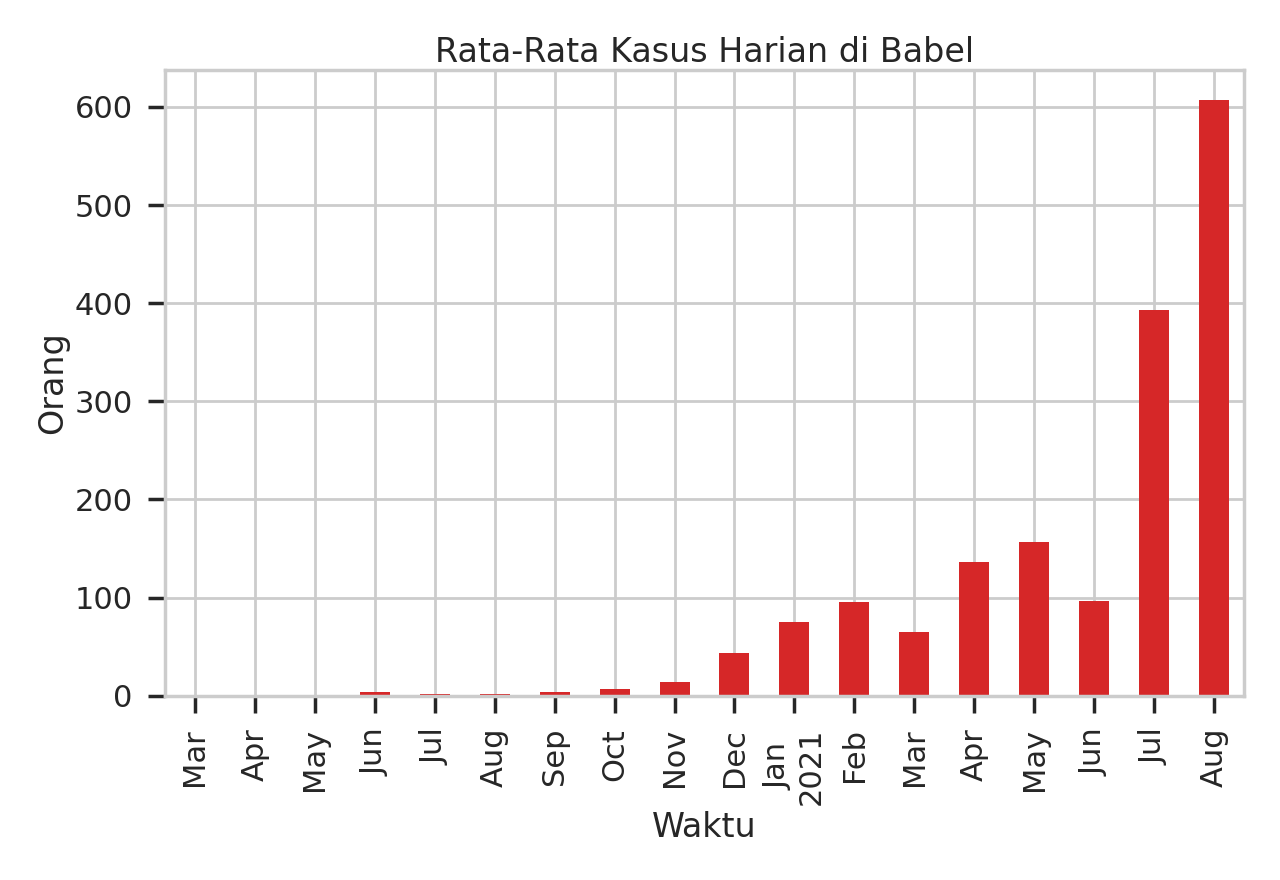 Rata-Rata Kasus Harian di Babel
600
500
400
300
200
100
0
Orang
Mar
Apr
May
Jun
Jul
Aug
Sep
Oct
Nov
Dec
Jan
2021
Feb
Mar
Apr
May
Jun
Jul
Aug
Waktu